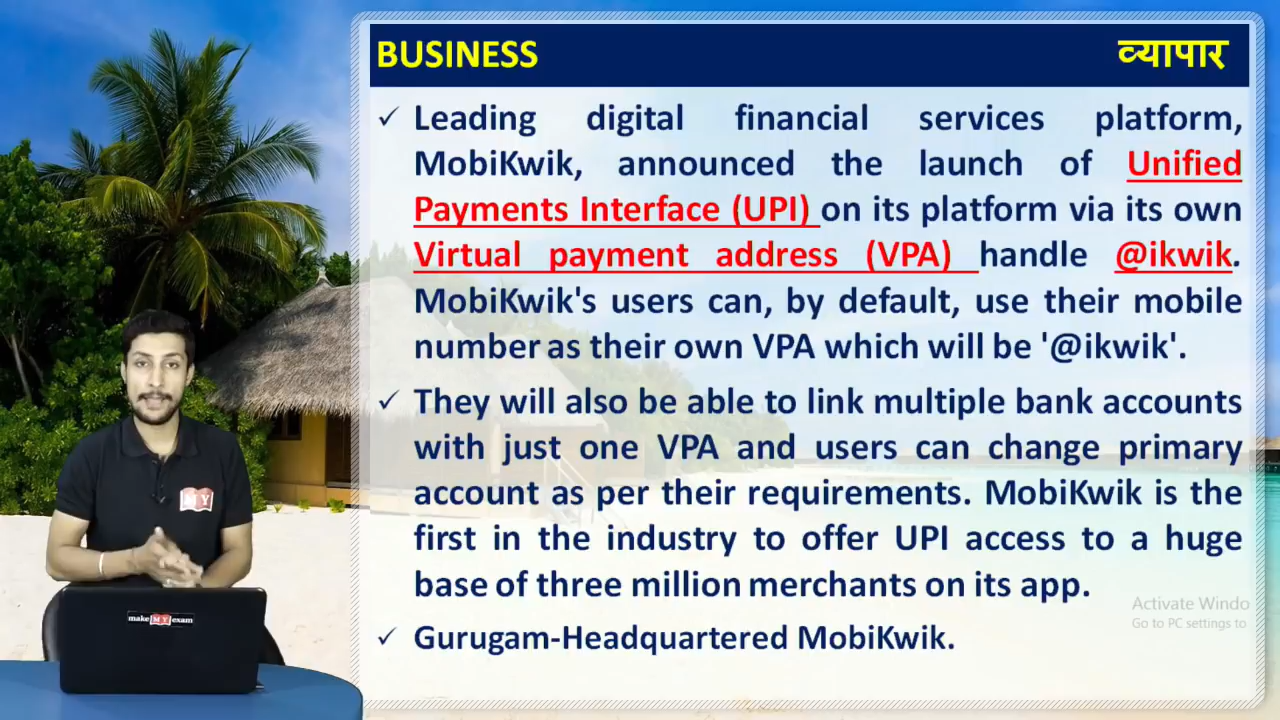 BUSINESS व्यापार
✓ Leading digital financial services platform,
MobiKwik, announced the launch of Unified
Payments Interface (UPI) on its platform via its own
Virtual payment address (VPA) handle @ikwik.
MobiKwik's users can, by default, use their mobile
number as their own VPA which will be '@ikwik'.
✓ They will also be able to link multiple bank accounts
with just one VPA and users can change primary
account as per their requirements. MobiKwik is the
first in the industry to offer UPI access to a huge
base of three million merchants on its app.
✓ Gurugam-Headquartered MobiKwik.
Activate Windo
Go to PC settings to
M Y
make MY exam